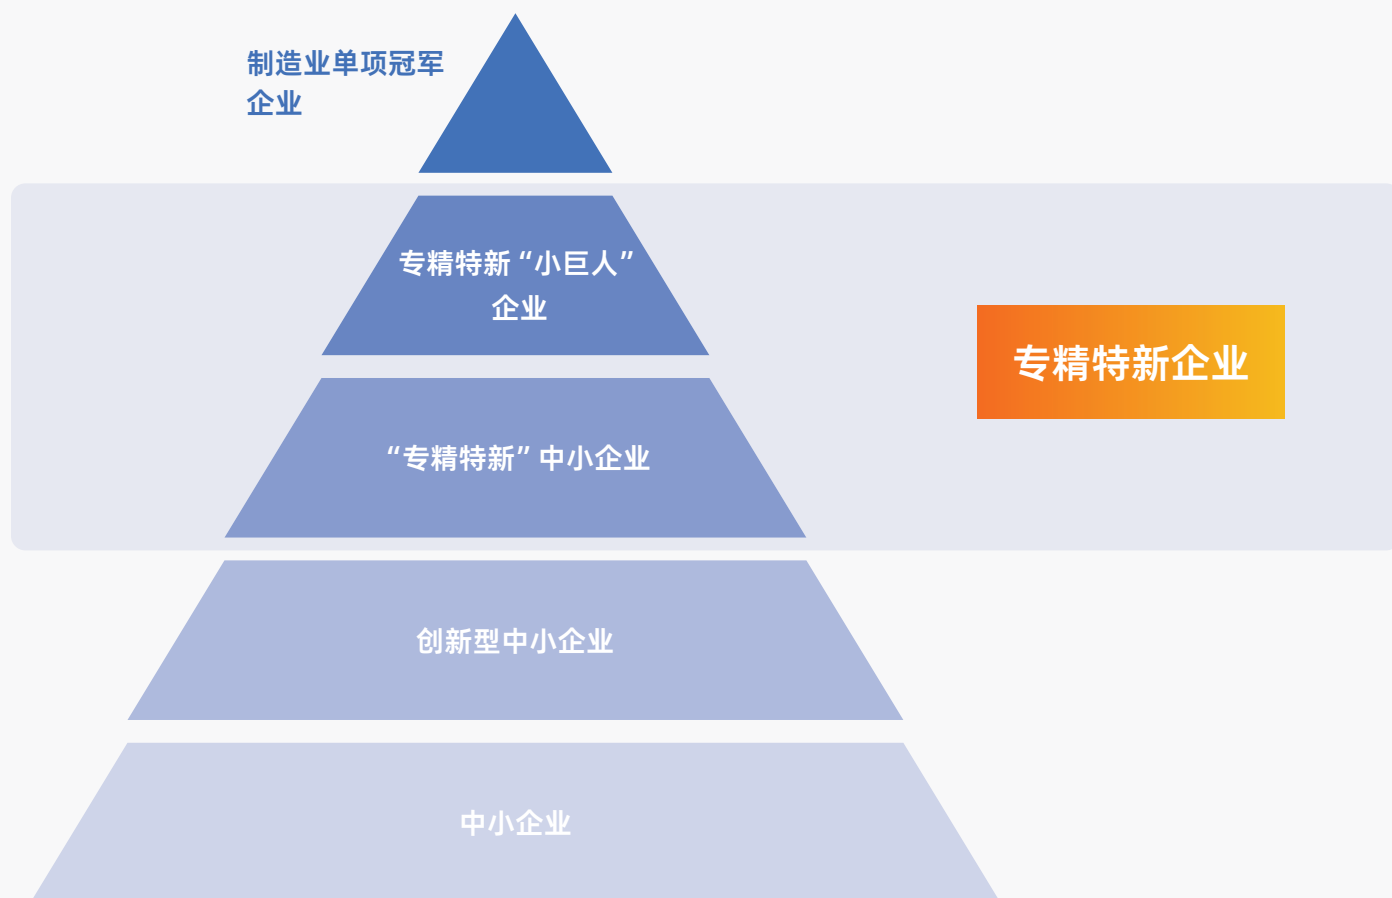 制造业单项冠军
企业
专精特新“小巨人”
企业
专精特新企业
“专精特新”中小企业
创新型中小企业
中小企业